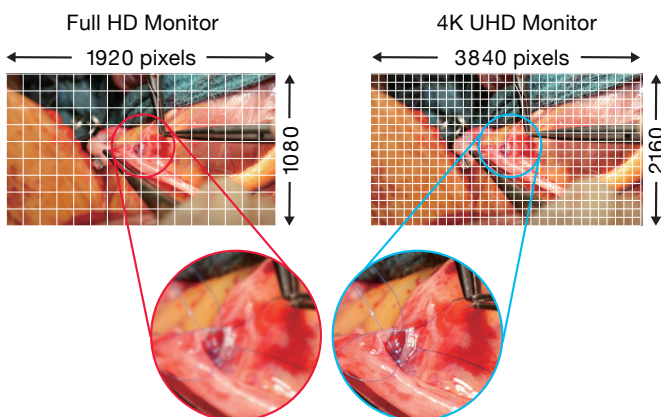 Full HD Monitor
1920 pixels
1080
4K UHD Monitor
3840 pixels
2160